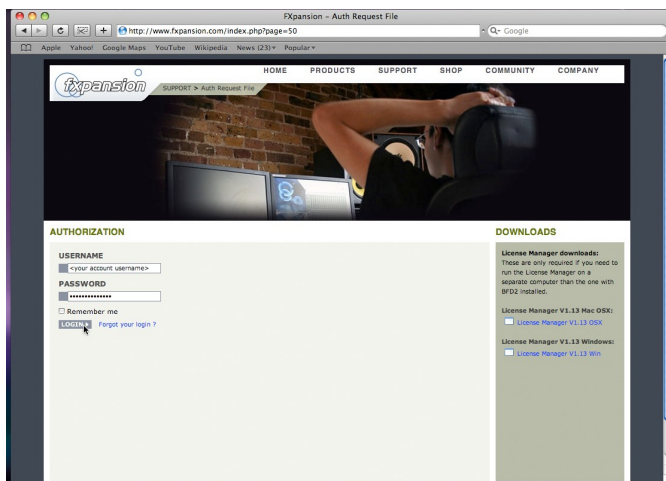 FXpansion – Auth Request File
http://www.fxpansion.com/index.php?page=50
Google
Apple Yahoo! Google Maps YouTube Wikipedia News (23) Popular
fxpansion
SUPPORT > Auth Request File
HOME PRODUCTS SUPPORT SHOP COMMUNITY COMPANY
AUTHORIZATION
USERNAME
<your account username>
PASSWORD
••••••••••••••
Remember me
LOGIN Forgot your login ?
DOWNLOADS
License Manager downloads:
These are only required if you need to
run the License Manager on a
separate computer than the one with
BFD2 installed.
License Manager V1.13 Mac OSX:
License Manager V1.13 OSX
License Manager V1.13 Windows:
License Manager V1.13 Win